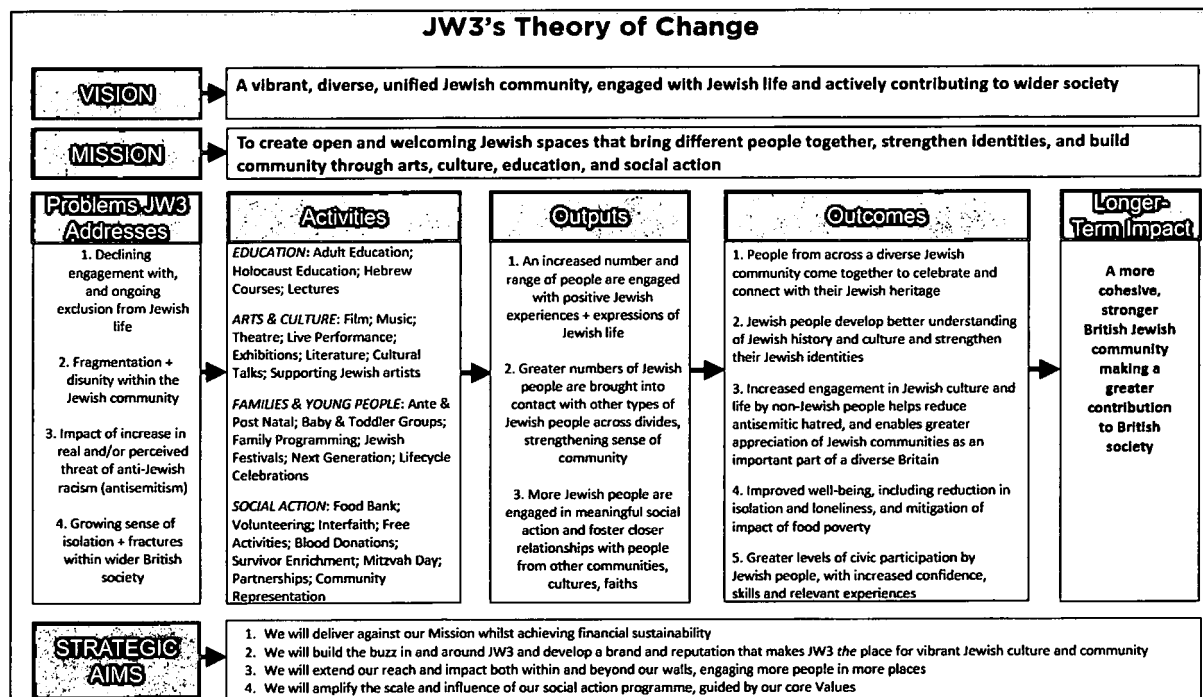 JW3's Theory of Change
VISION
A vibrant, diverse, unified Jewish community, engaged with Jewish life and actively contributing to wider society
MISSION
To create open and welcoming Jewish spaces that bring different people together, strengthen identities, and build
community through arts, culture, education, and social action
Problems JW3
Addresses
1. Declining
engagement with,
and ongoing
exclusion from Jewish
life
2. Fragmentation +
disunity within the
Jewish community
3. Impact of increase in
real and/or perceived
threat of anti-Jewish
racism (antisemitism)
4. Growing sense of
isolation + fractures
within wider British
society
Activities
EDUCATION: Adult Education;
Holocaust Education; Hebrew
Courses; Lectures
ARTS & CULTURE: Film; Music;
Theatre; Live Performance;
Exhibitions; Literature; Cultural
Talks; Supporting Jewish artists
FAMILIES & YOUNG PEOPLE: Ante &
Post Natal; Baby & Toddler Groups;
Family Programming; Jewish
Festivals; Next Generation; Lifecycle
Celebrations
SOCIAL ACTION: Food Bank;
Volunteering; Interfaith; Free
Activities; Blood Donations;
Survivor Enrichment; Mitzvah Day;
Partnerships; Community
Representation
Outputs
1. An increased number and
range of people are engaged
with positive Jewish
experiences + expressions of
Jewish life
2. Greater numbers of Jewish
people are brought into
contact with other types of
Jewish people across divides,
strengthening sense of
community
3. More Jewish people are
engaged in meaningful social
action and foster closer
relationships with people
from other communities,
cultures, faiths
Outcomes
1. People from across a diverse Jewish
community come together to celebrate and
connect with their Jewish heritage
2. Jewish people develop better understanding
of Jewish history and culture and strengthen
their Jewish identities
3. Increased engagement in Jewish culture and
life by non-Jewish people helps reduce
antisemitic hatred, and enables greater
appreciation of Jewish communities as an
important part of a diverse Britain
4. Improved well-being, including reduction in
isolation and loneliness, and mitigation of
impact of food poverty
5. Greater levels of civic participation by
Jewish people, with increased confidence,
skills and relevant experiences
Longer-
Term Impact
A more
cohesive,
stronger
British Jewish
community
making a
greater
contribution
to British
society
STRATEGIC
AIMS
1. We will deliver against our Mission whilst achieving financial sustainability
2. We will build the buzz in and around JW3 and develop a brand and reputation that makes JW3 the place for vibrant Jewish culture and community
3. We will extend our reach and impact both within and beyond our walls, engaging more people in more places
4. We will amplify the scale and influence of our social action programme, guided by our core Values